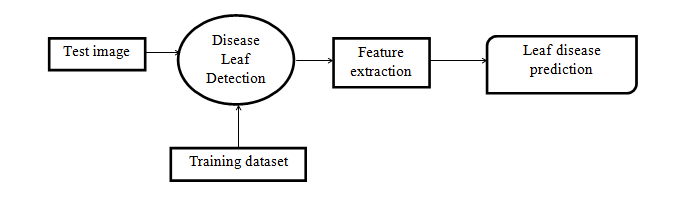 Test image
Disease
Leaf
Detection
Feature
extraction
Leaf disease
prediction
Training dataset